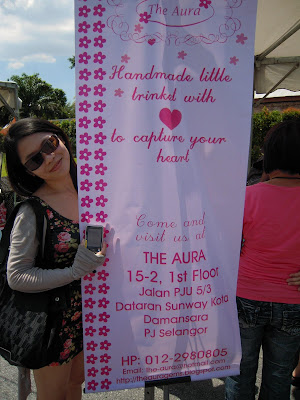 The Aura
Handmade little
trinket with
to capture your
heart
Come and
visit us at
THE AURA
15-2, 1st Floor
Jalan PJU 5/3
Dataran Sunway Kota
Damansara
PJ Selangor
HP: 012-2980805